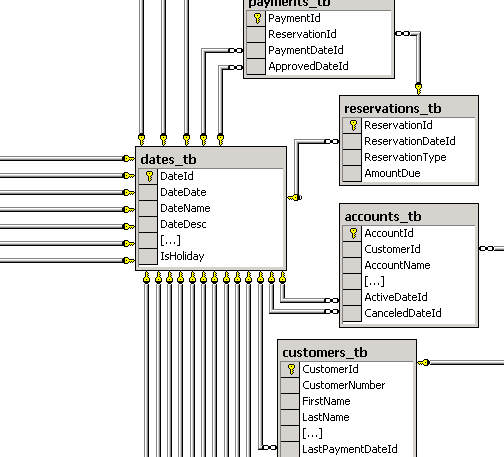 payments_tb
PaymentId
ReservationId
PaymentDateId
ApprovedDateId
reservations_tb
ReservationId
ReservationDateId
ReservationType
AmountDue
dates_tb
DateId
DateDate
DateName
DateDesc
[...]
IsHoliday
accounts_tb
AccountId
CustomerId
AccountName
[...]
ActiveDateId
CanceledDateId
customers_tb
CustomerId
CustomerNumber
FirstName
LastName
[...]
LastPaymentDateId